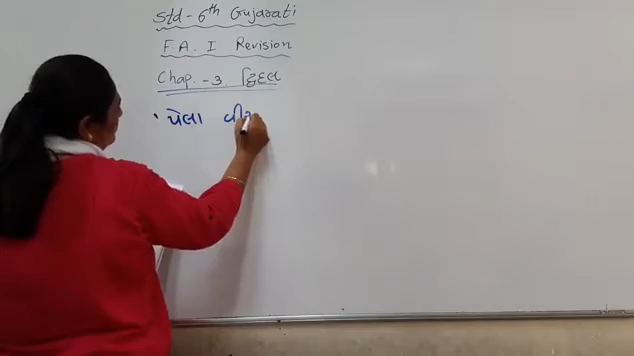 Std - 6th Gujarati
F.A. I Revision
Chap. - 3. દ્વિદલ
પેલા